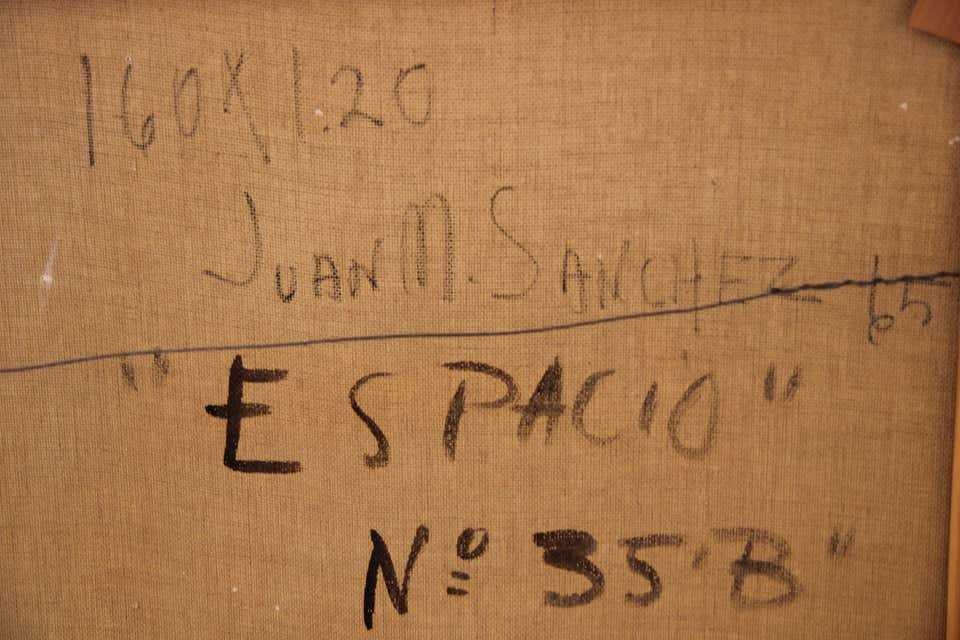 160X1.20
JUAN M. SANCHEZ 65
"ESPACIO"
Nº 35'B"